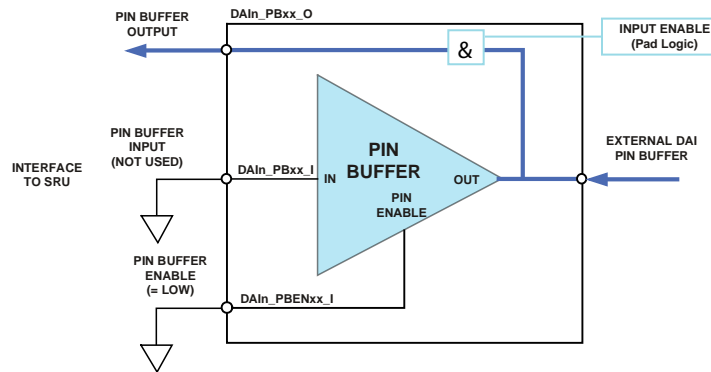 PIN BUFFER
OUTPUT
DAIn_PBxx_O
&
INPUT ENABLE
(Pad Logic)
PIN BUFFER
INPUT
(NOT USED)
INTERFACE
TO SRU
DAIn_PBxx_I
IN
PIN
BUFFER
OUT
PIN
ENABLE
EXTERNAL DAI
PIN BUFFER
PIN BUFFER
ENABLE
(= LOW)
DAIn_PBENxx_I